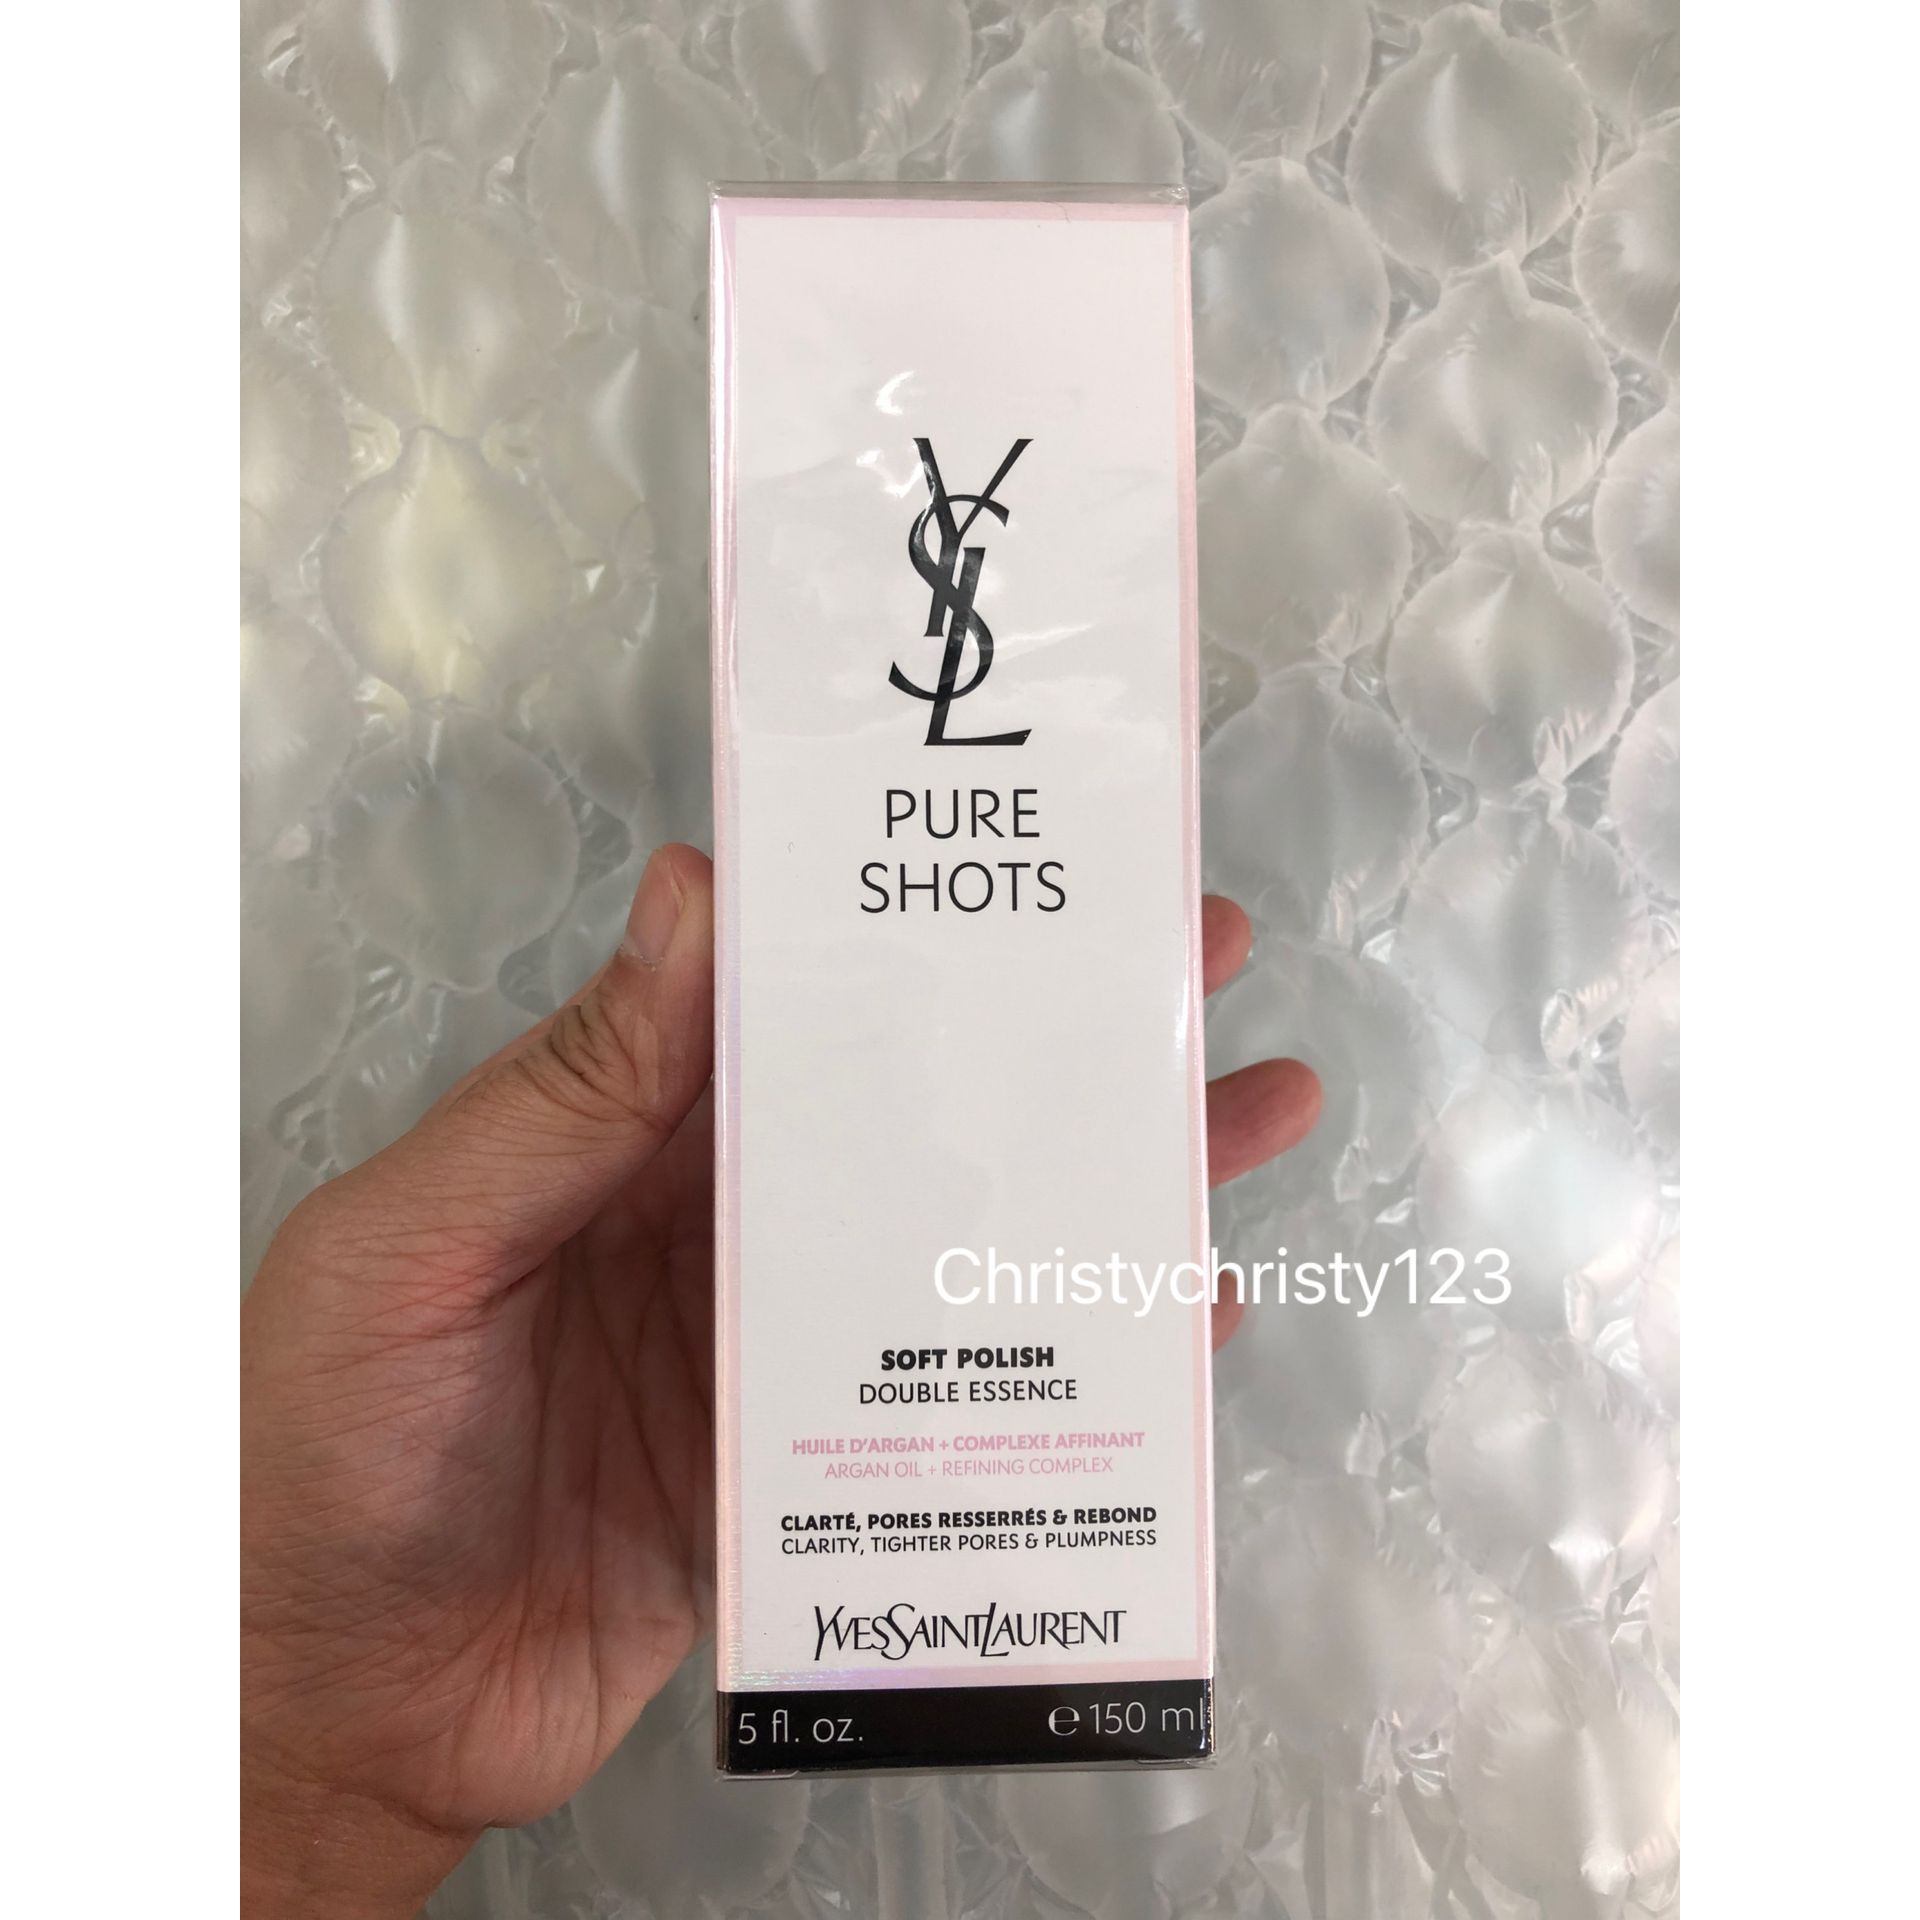 YSL
PURE
SHOTS
Christychristy123
SOFT POLISH
DOUBLE ESSENCE
HUILE D'ARGAN + COMPLEXE AFFINANT
ARGAN OIL + REFINING COMPLEX
CLARTÉ, PORES RESSERRÉS & REBOND
CLARITY, TIGHTER PORES & PLUMPNESS
YVESSAINTLAURENT
5 fl. oz. ℮ 150 ml